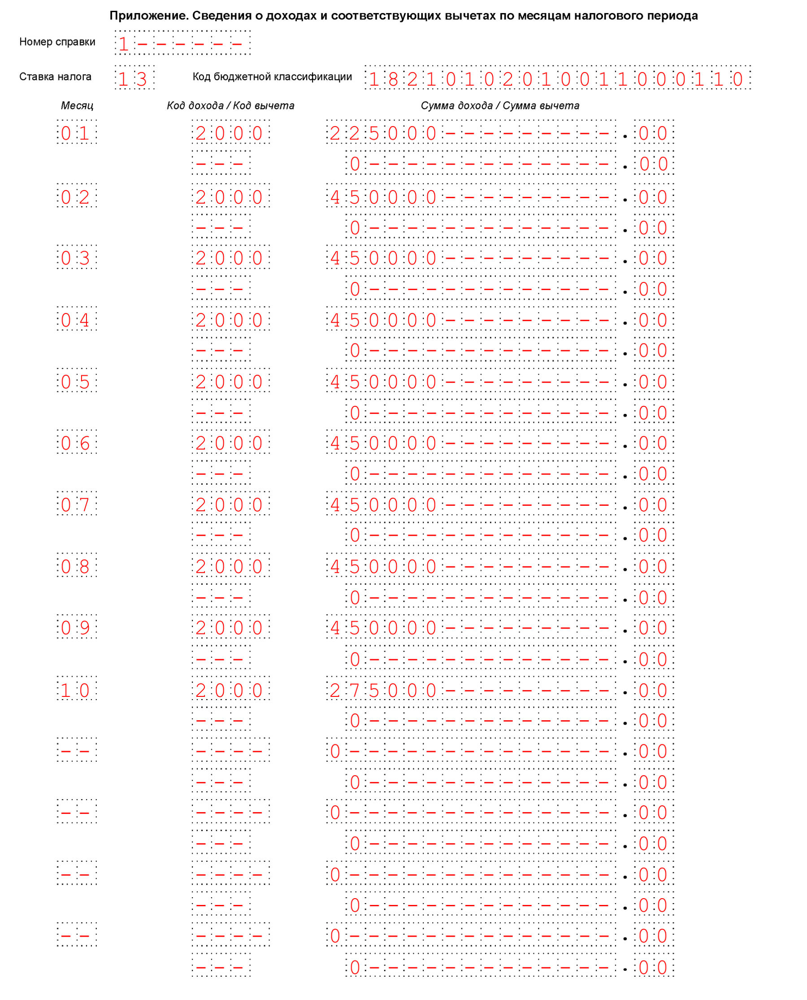 Приложение. Сведения о доходах и соответствующих вычетах по месяцам налогового периода
Номер справки 1------
Ставка налога 13 Код бюджетной классификации 18210102010011000110
Месяц Код дохода / Код вычета Сумма дохода / Сумма вычета
01 2000 225000---------.00
--- 0-------------.00
02 2000 450000---------.00
--- 0-------------.00
03 2000 450000---------.00
--- 0-------------.00
04 2000 450000---------.00
--- 0-------------.00
05 2000 450000---------.00
--- 0-------------.00
06 2000 450000---------.00
--- 0-------------.00
07 2000 450000---------.00
--- 0-------------.00
08 2000 450000---------.00
--- 0-------------.00
09 2000 450000---------.00
--- 0-------------.00
10 2000 275000---------.00
--- 0-------------.00
-- ---- 0--------------.00
--- 0-------------.00
-- ---- 0--------------.00
--- 0-------------.00
-- ---- 0--------------.00
--- 0-------------.00
-- ---- 0--------------.00
--- 0-------------.00